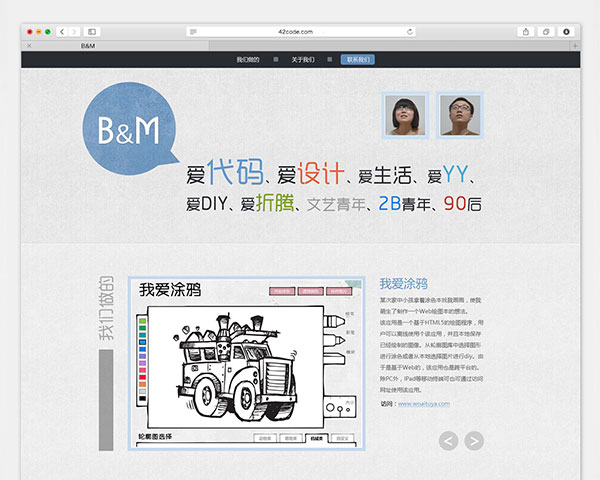 42code.com
B&M
我们做的
关于我们
联系我们
B&M
爱代码、爱设计、爱生活、爱YY、
爱DIY、爱折腾、文艺青年、2B青年、90后
我们做的
我爱涂鸦
轮廓图选择
机械类
自定义
我爱涂鸦
某次家中小孩拿着涂色本找我画画，使我
萌生了制作一个Web绘图本的想法。
该应用是一个基于HTML5的绘图程序，用
户可以离线使用个该应用，并且本地保存
已经绘制的图像。从轮廓图库中选择图形
进行涂色或者从本地选择图片进行diy。由
于是基于Web的，该应用也是跨平台的。
除PC外，iPad等移动终端可也可通过访问
网址使用该应用。
访问：www.woaituya.com